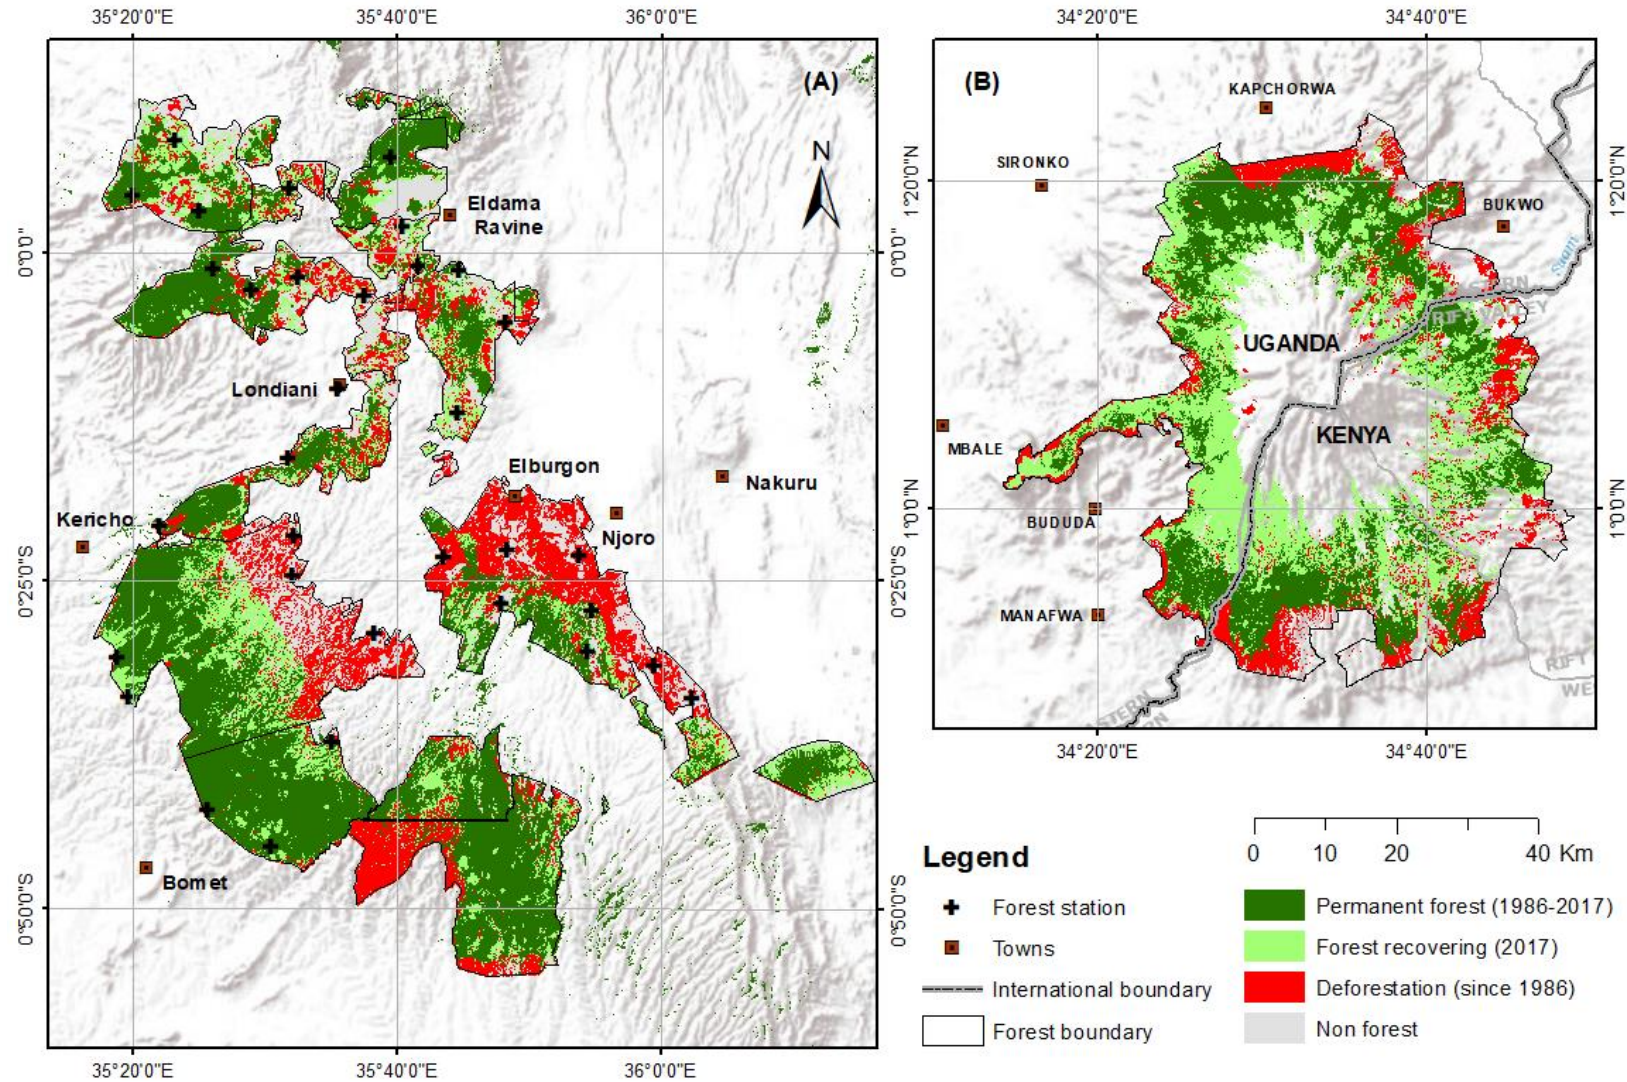 35°20'0"E 35°40'0"E 36°0'0"E
34°20'0"E 34°40'0"E
(A)
N
Eldama
Ravine
0°0'0"
0°0'0"
Londiani
Elburgon
Nakuru
Kericho
Njoro
0°25'0"S
0°25'0"S
Bomet
0°50'0"S
0°50'0"S
35°20'0"E 35°40'0"E 36°0'0"E
(B)
KAPCHORWA
SIRONKO
1°20'0"N
1°20'0"N
BUKWO
Suam
RIFT VALLEY
UGANDA
KENYA
MBALE
BUDUDA
1°0'0"N
1°0'0"N
MANAFWA
RIFT
WE
34°20'0"E 34°40'0"E
0 10 20 40 Km
Legend
Forest station
Towns
International boundary
Forest boundary
Permanent forest (1986-2017)
Forest recovering (2017)
Deforestation (since 1986)
Non forest